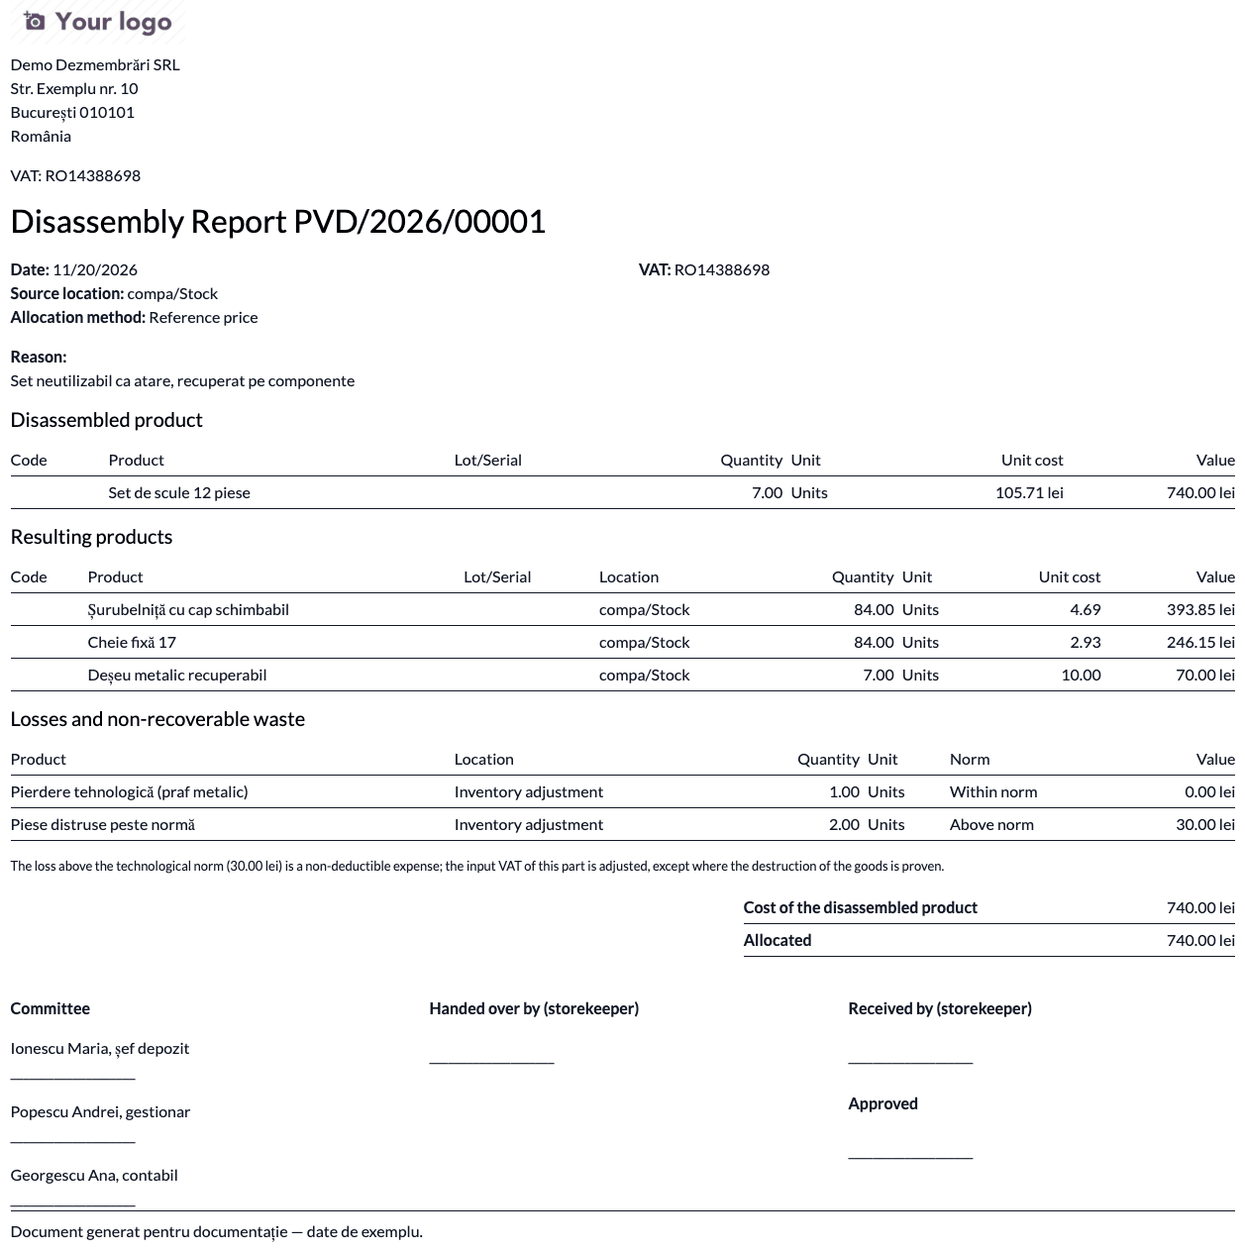 Your logo
Demo Dezmembrări SRL
Str. Exemplu nr. 10
București 010101
România
VAT: RO14388698
Disassembly Report PVD/2026/00001
Date: 11/20/2026 VAT: RO14388698
Source location: compa/Stock
Allocation method: Reference price
Reason:
Set neutilizabil ca atare, recuperat pe componente
Disassembled product
Code Product Lot/Serial Quantity Unit Unit cost Value
Set de scule 12 piese 7.00 Units 105.71 lei 740.00 lei
Resulting products
Code Product Lot/Serial Location Quantity Unit Unit cost Value
Șurubelniță cu cap schimbabil compa/Stock 84.00 Units 4.69 393.85 lei
Cheie fixă 17 compa/Stock 84.00 Units 2.93 246.15 lei
Deșeu metalic recuperabil compa/Stock 7.00 Units 10.00 70.00 lei
Losses and non-recoverable waste
Product Location Quantity Unit Norm Value
Pierdere tehnologică (praf metalic) Inventory adjustment 1.00 Units Within norm 0.00 lei
Piese distruse peste normă Inventory adjustment 2.00 Units Above norm 30.00 lei
The loss above the technological norm (30.00 lei) is a non-deductible expense; the input VAT of this part is adjusted, except where the destruction of the goods is proven.
Cost of the disassembled product 740.00 lei
Allocated 740.00 lei
Committee Handed over by (storekeeper) Received by (storekeeper)
Ionescu Maria, șef depozit
Popescu Andrei, gestionar
Approved
Georgescu Ana, contabil
Document generat pentru documentație — date de exemplu.